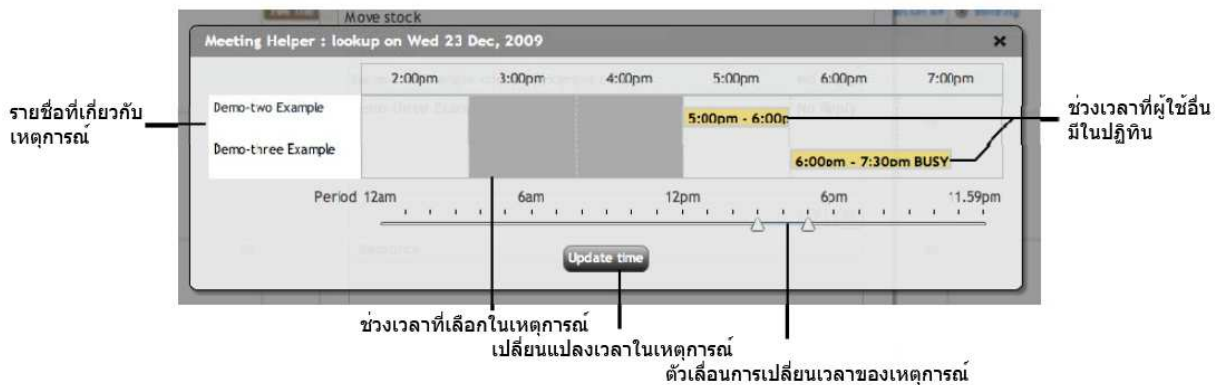 Move stock
Meeting Helper : lookup on Wed 23 Dec, 2009
2:00pm 3:00pm 4:00pm 5:00pm 6:00pm 7:00pm
รายชื่อที่เกี่ยวกับ
เหตุการณ์
Demo-two Example
Demo-three Example
No Reply
5:00pm - 6:00p
6:00pm - 7:30pm BUSY
ช่วงเวลาที่ผู้ใช้อื่น
มีในปฏิทิน
Period 12am 6am 12pm 6pm 11.59pm
Update time
ช่วงเวลาที่เลือกในเหตุการณ์
เปลี่ยนแปลงเวลาในเหตุการณ์
ตัวเลื่อนการเปลี่ยนเวลาของเหตุการณ์